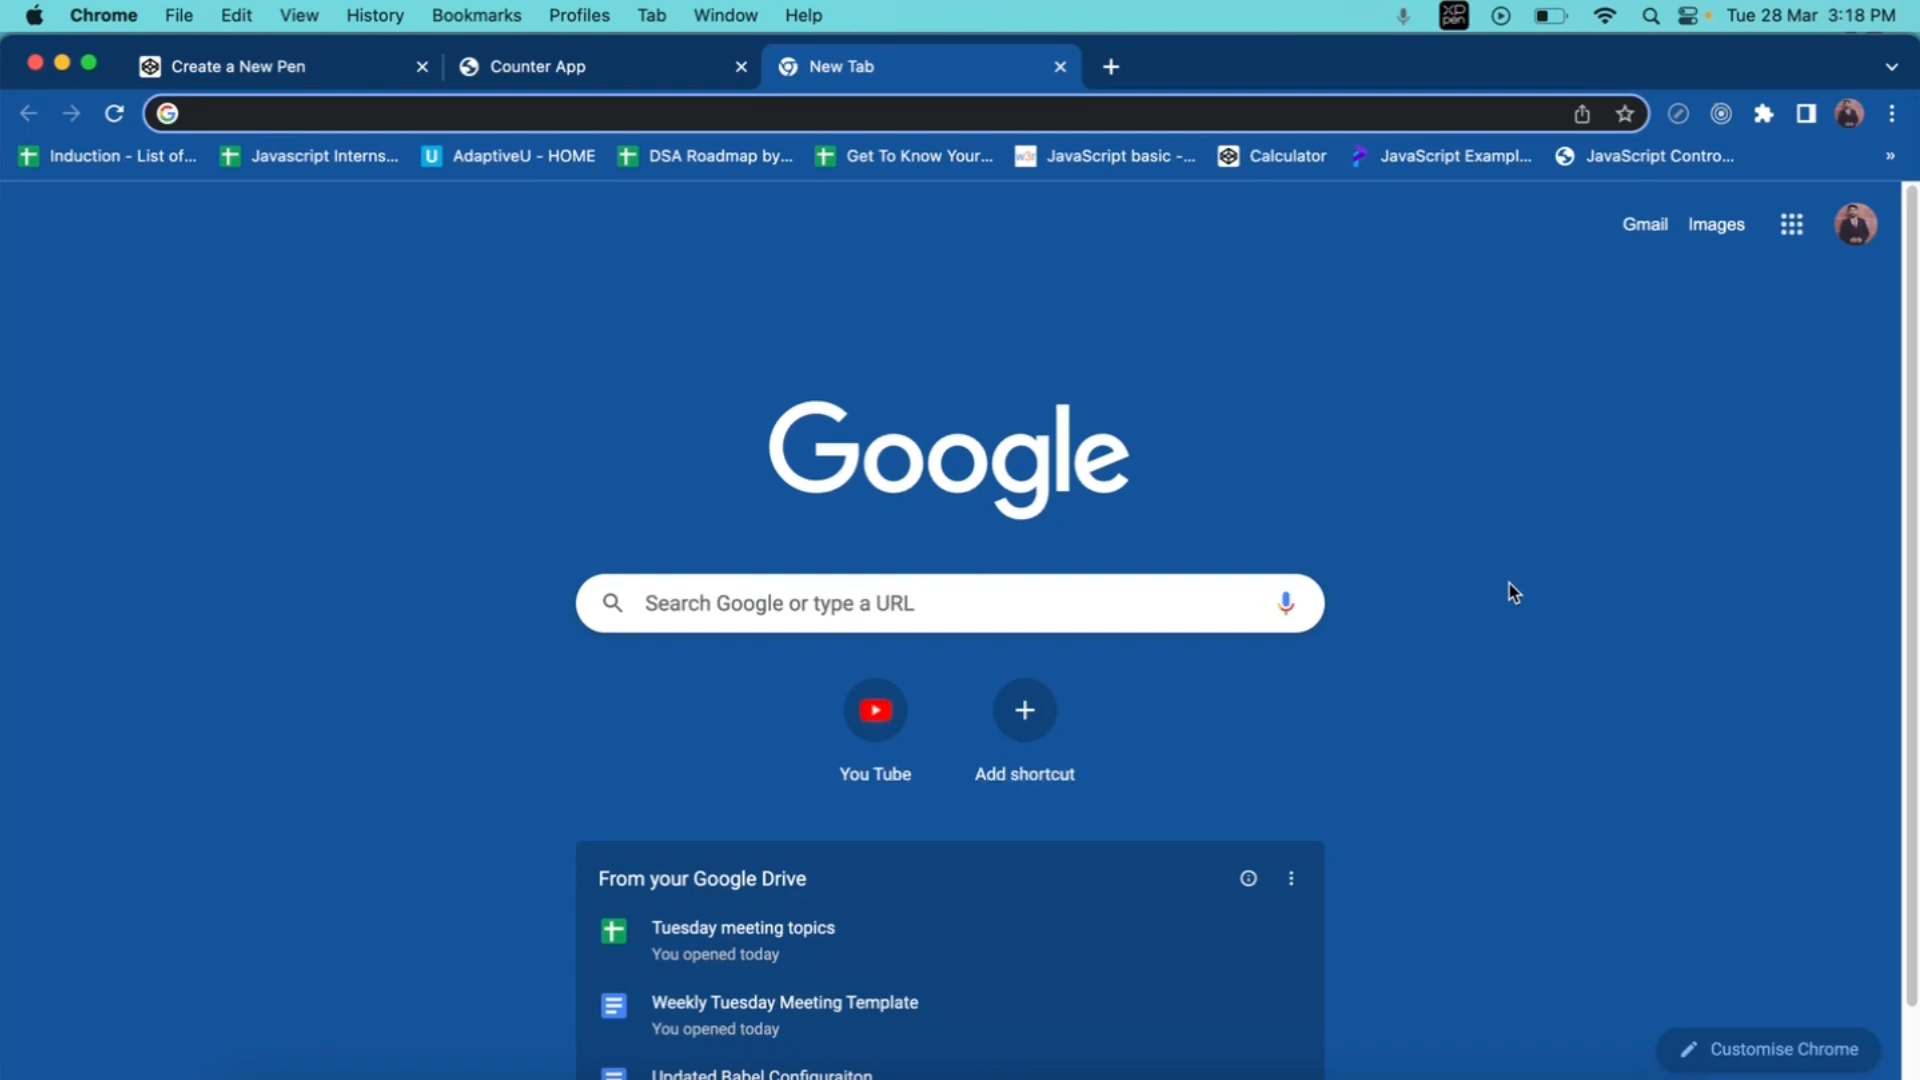 Chrome File Edit View History Bookmarks Profiles Tab Window Help XP pen Tue 28 Mar 3:18 PM
Create a New Pen Counter App New Tab
Induction - List of... Javascript Interns... U AdaptiveU - HOME DSA Roadmap by... Get To Know Your... w3r JavaScript basic -... Calculator JavaScript Exampl... JavaScript Contro... »
Gmail Images
Google
Search Google or type a URL
You Tube Add shortcut
From your Google Drive
Tuesday meeting topics
You opened today
Weekly Tuesday Meeting Template
You opened today
Updated Babel Configuraiton
Customise Chrome